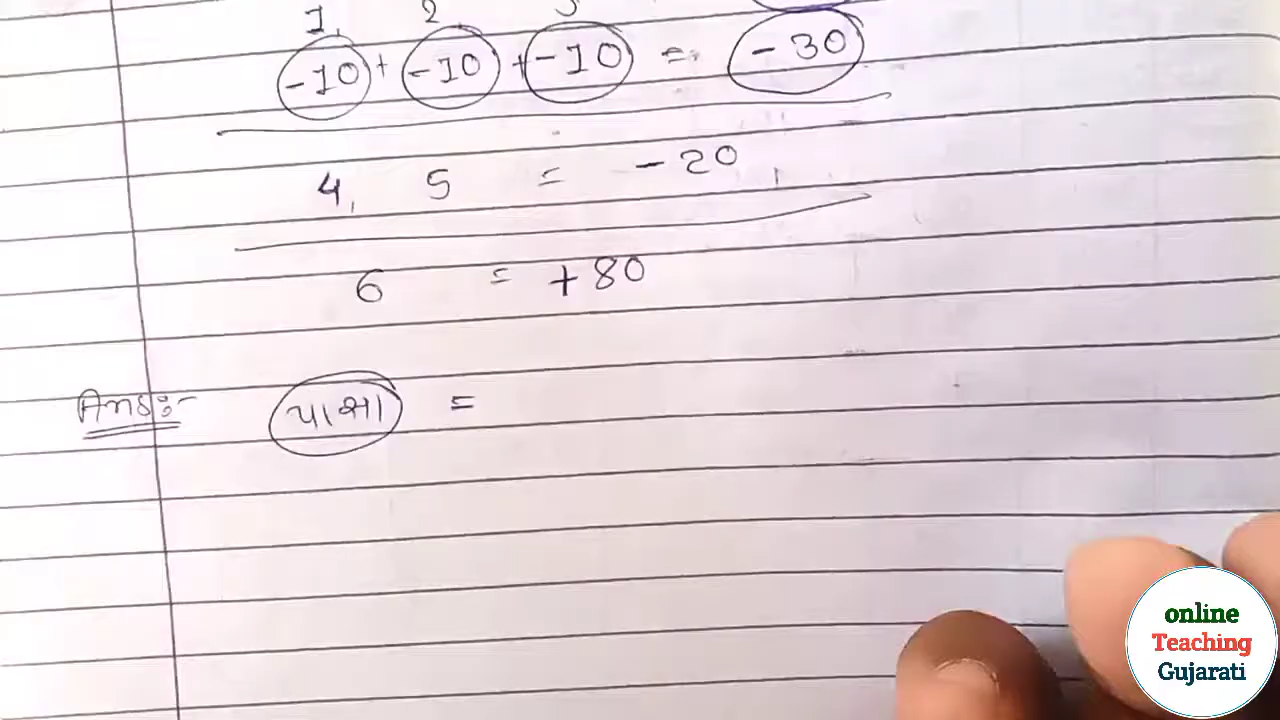 1, 2
-10 + -10 + -10 = -30
4, 5 = -20,
6 = +80
Ans:- પાસા =
online
Teaching
Gujarati